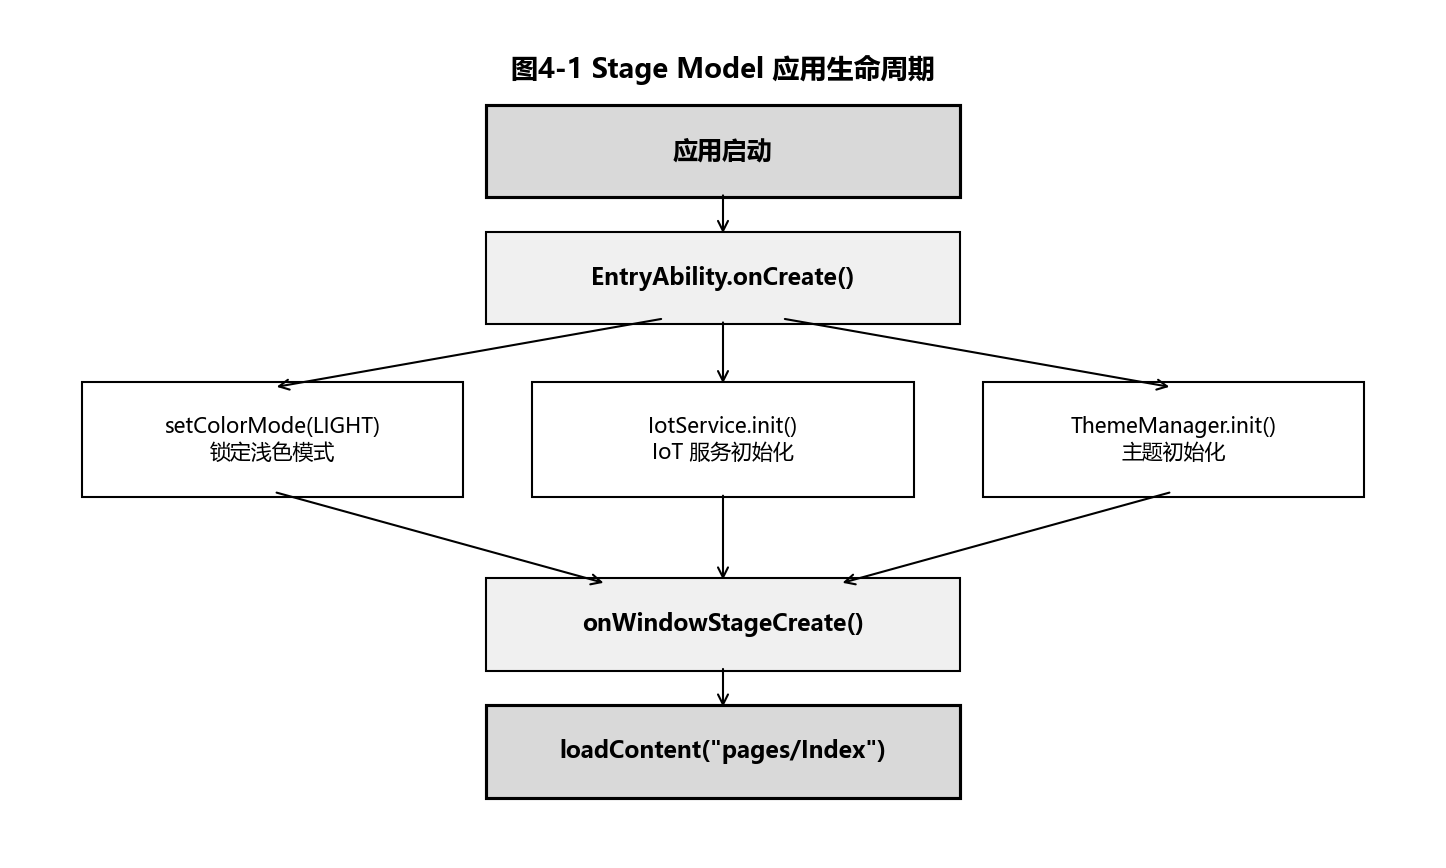 图4-1 Stage Model 应用生命周期
应用启动
EntryAbility.onCreate()
setColorMode(LIGHT)
锁定浅色模式
IotService.init()
IoT 服务初始化
ThemeManager.init()
主题初始化
onWindowStageCreate()
loadContent("pages/Index")